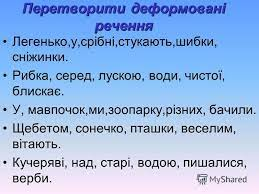 Перетворити деформовані
речення
• Легенько,у,срібні,стукають,шибки,
сніжинки.
• Рибка, серед, лускою, води, чистої,
блискає.
• У, мавпочок,ми,зоопарку,різних, бачили.
• Щебетом, сонечко, пташки, веселим,
вітають.
• Кучеряві, над, старі, водою, пишалися,
верби.
MyShared